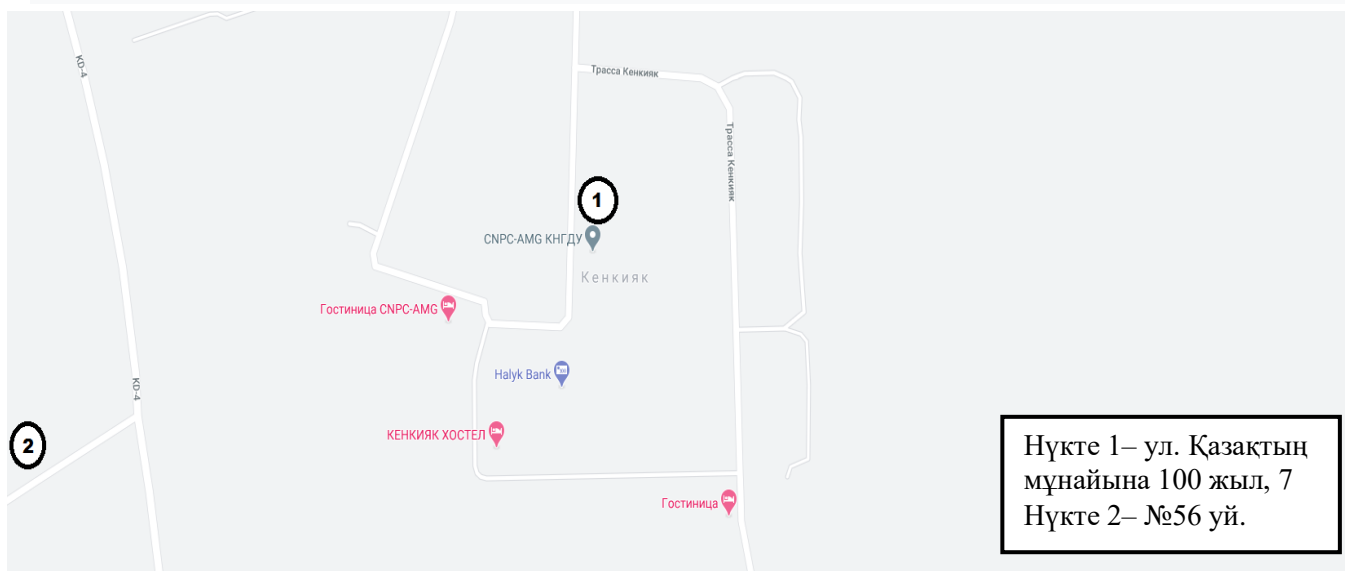 KD-4
Трасса Кенкияк
Трасса Кенкияк
1
CNPC-AMG КНГДУ
Кенкияк
Гостиница CNPC-AMG
Halyk Bank
KD-4
КЕНКИЯК ХОСТЕЛ
2
Гостиница
Нүкте 1– ул. Қазақтың
мұнайына 100 жыл, 7
Нүкте 2– №56 уй.